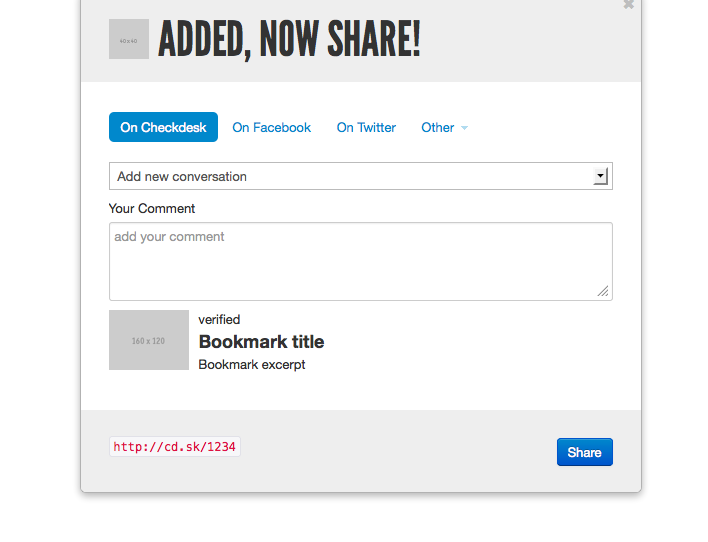 40 x 40
ADDED, NOW SHARE!
On Checkdesk On Facebook On Twitter Other
Add new conversation
Your Comment
add your comment
160 x 120
verified
Bookmark title
Bookmark excerpt
http://cd.sk/1234
Share